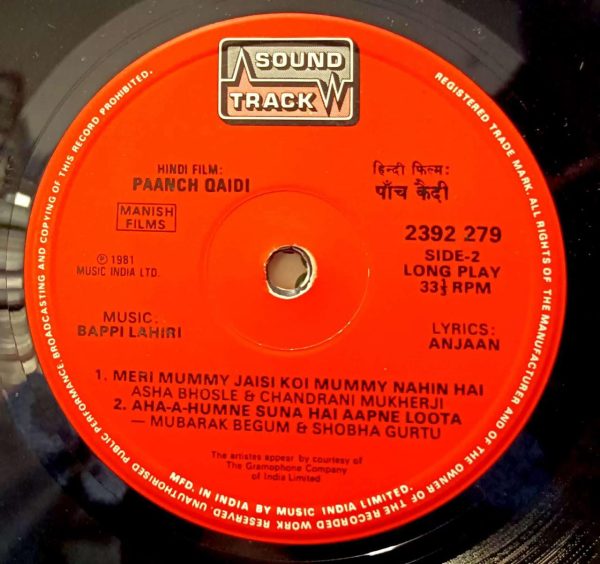 SOUND
TRACK
HINDI FILM:
PAANCH QAIDI
हिन्दी फिल्म:
पाँच कैदी
MANISH
FILMS
2392 279
SIDE-2
LONG PLAY
33⅓ RPM
Ⓟ 1981
MUSIC INDIA LTD.
MUSIC:
BAPPI LAHIRI
LYRICS:
ANJAAN
1. MERI MUMMY JAISI KOI MUMMY NAHIN HAI
ASHA BHOSLE & CHANDRANI MUKHERJI
2. AHA-A-HUMNE SUNA HAI AAPNE LOOTA
— MUBARAK BEGUM & SHOBHA GURTU
The artistes appear by courtesy of
The Gramophone Company
of India Limited
MFD. IN INDIA BY MUSIC INDIA LIMITED.
REGISTERED TRADE MARK. ALL RIGHTS OF THE MANUFACTURER AND OF THE OWNER OF THE RECORDED WORK RESERVED. UNAUTHORISED PUBLIC PERFORMANCE, BROADCASTING AND COPYING OF THIS RECORD PROHIBITED.